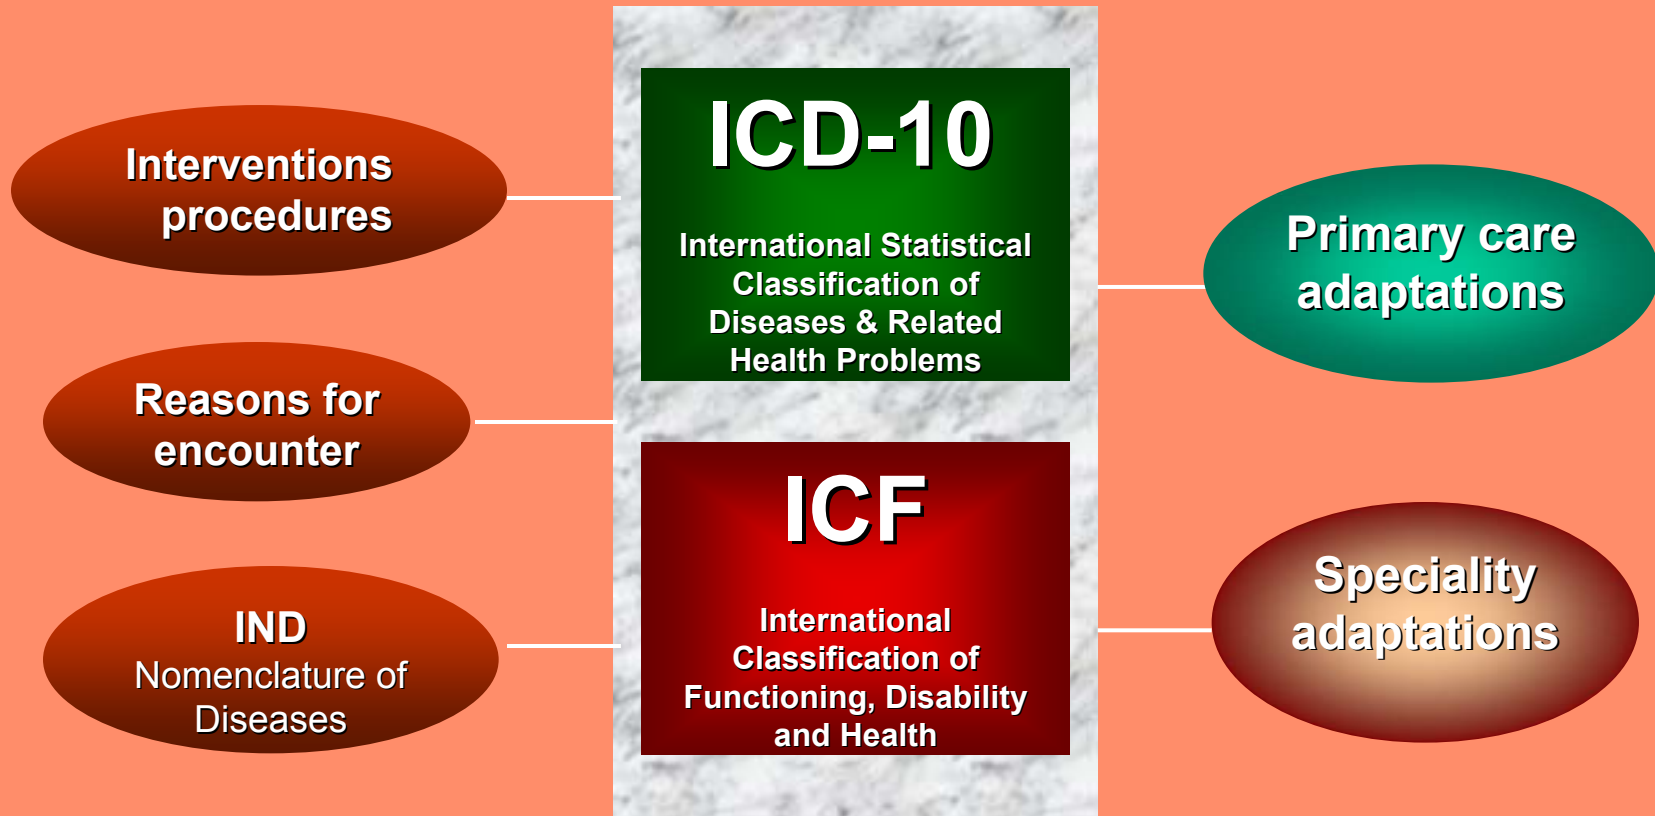 Interventions
procedures
Reasons for
encounter
IND
Nomenclature of
Diseases
ICD-10
International Statistical
Classification of
Diseases & Related
Health Problems
ICF
International
Classification of
Functioning, Disability
and Health
Primary care
adaptations
Speciality
adaptations